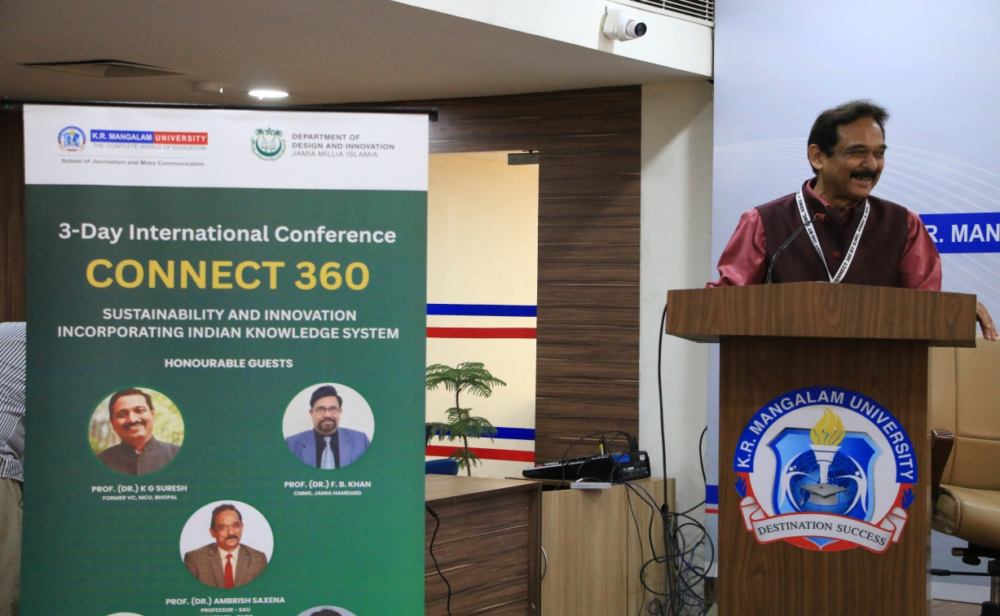 K.R. MANGALAM UNIVERSITY
THE COMPLETE WORLD OF EDUCATION
School of Journalism and Mass Communication
DEPARTMENT OF
DESIGN AND INNOVATION
JAMIA MILLIA ISLAMIA
3-Day International Conference
CONNECT 360
SUSTAINABILITY AND INNOVATION
INCORPORATING INDIAN KNOWLEDGE SYSTEM
HONOURABLE GUESTS
PROF. (DR.) K G SURESH
FORMER VC, MCU, BHOPAL
PROF. (DR.) F. B. KHAN
CMMS, JAMIA HAMDARD
PROF. (DR.) AMBRISH SAXENA
PROFESSOR - SAU
R. MAN
CONNECT 360 BY
K.R. MANGALAM UNIVERSITY
DESTINATION SUCCESS